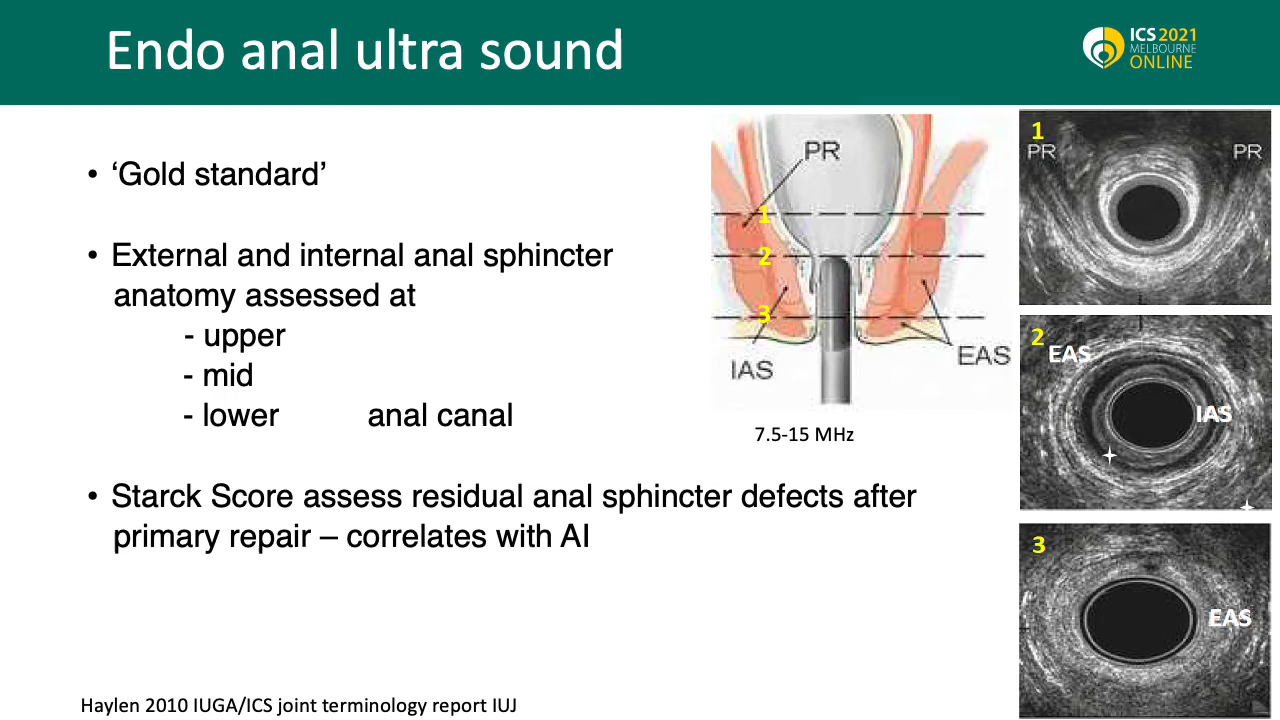 Endo anal ultra sound
ICS 2021
MELBOURNE
ONLINE
• ‘Gold standard’
• External and internal anal sphincter
anatomy assessed at
- upper
- mid
- lower anal canal
• Starck Score assess residual anal sphincter defects after
primary repair – correlates with AI
PR
1
2
3
IAS
EAS
7.5-15 MHz
1
PR PR
2
EAS
IAS
3
EAS
Haylen 2010 IUGA/ICS joint terminology report IUJ